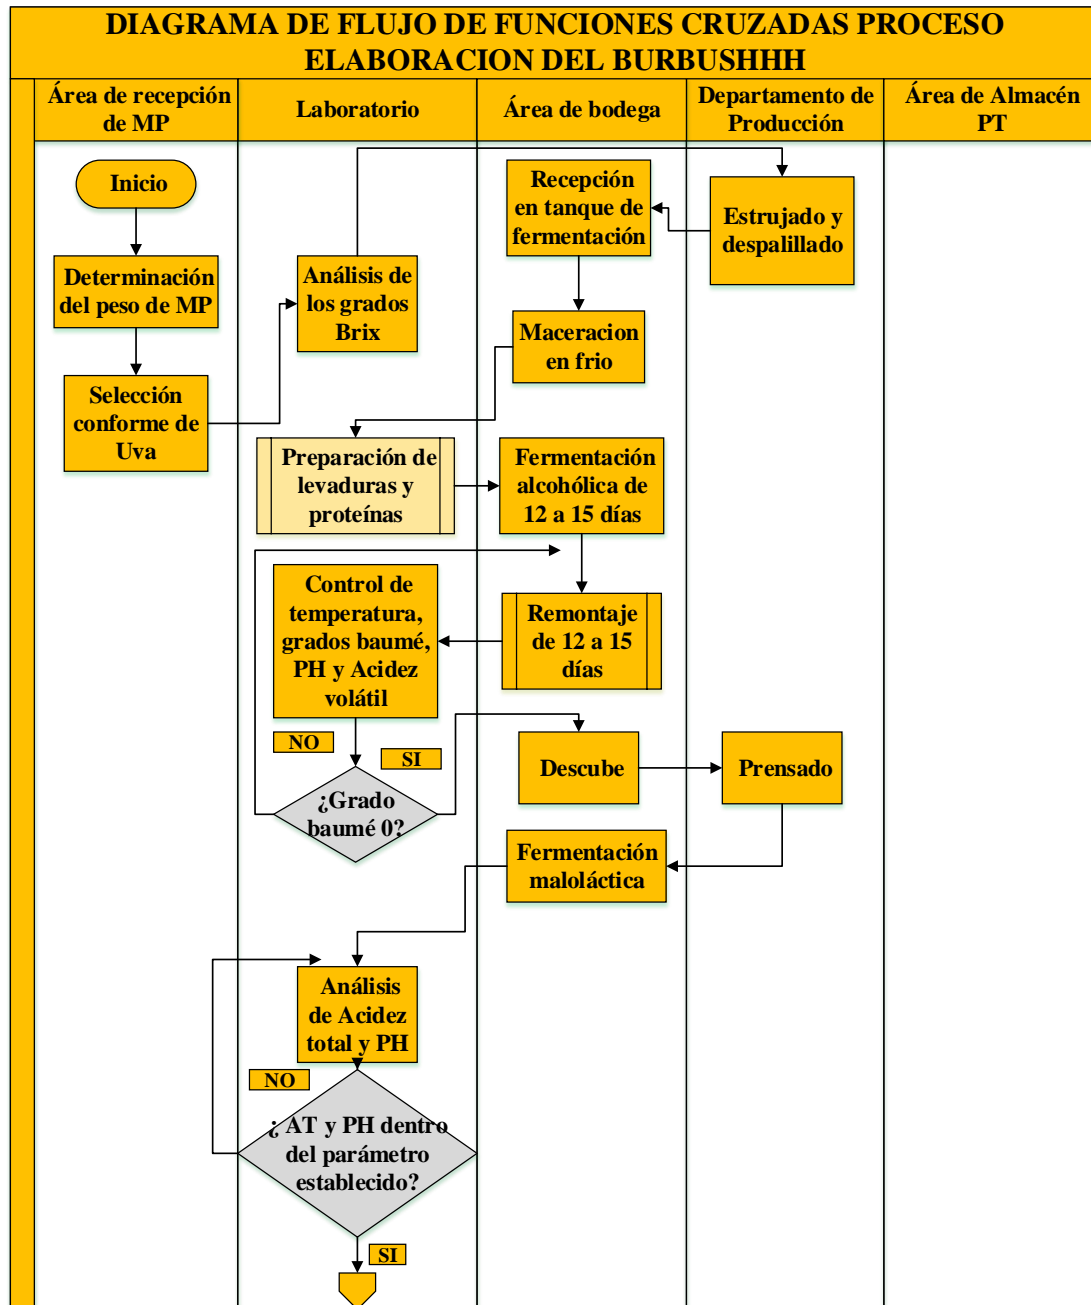 DIAGRAMA DE FLUJO DE FUNCIONES CRUZADAS PROCESO
ELABORACION DEL BURBUSHHH
Área de recepción
de MP
Laboratorio
Área de bodega
Departamento de
Producción
Área de Almacén
PT
Inicio
Determinación
del peso de MP
Selección
conforme de
Uva
Análisis de
los grados
Brix
Estrujado y
despalillado
Recepción
en tanque de
fermentación
Maceracion
en frio
Preparación de
levaduras y
proteínas
Fermentación
alcohólica de
12 a 15 días
Remontaje
de 12 a 15
días
Control de
temperatura,
grados baumé,
PH y Acidez
volátil
NO
SI
¿Grado
baumé 0?
Descube
Prensado
Fermentación
maloláctica
Análisis
de Acidez
total y PH
NO
¿ AT y PH dentro
del parámetro
establecido?
SI